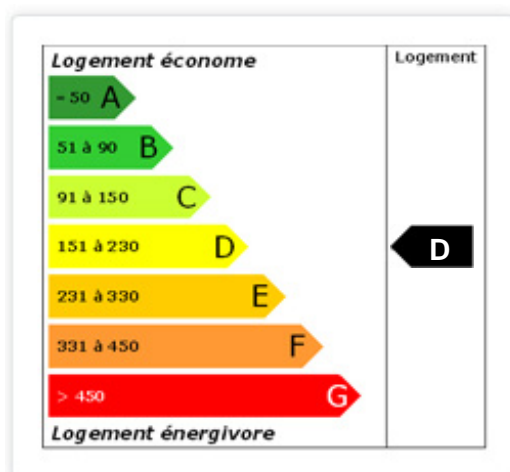 Logement économe
Logement
- 50 A
51 à 90 B
91 à 150 C
151 à 230 D
D
231 à 330 E
331 à 450 F
> 450 G
Logement énergivore